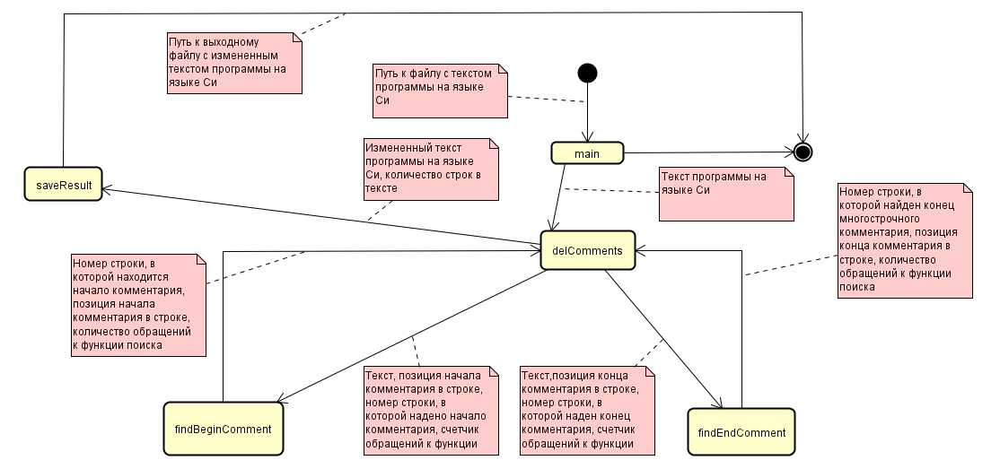 Путь к выходному
файлу с измененным
текстом программы на
языке Си
Путь к файлу с текстом
программы на языке
Си
main
Измененный текст
программы на языке
Си, количество строк в
тексте
saveResult
Текст программы на
языке Си
Номер строки, в
которой найден конец
многострочного
комментария, позиция
конца комментария в
строке, количество
обращений к функции
поиска
delComments
Номер строки, в
которой находится
начало комментария,
позиция начала
комментария в строке,
количество обращений
к функции поиска
Текст, позиция начала
комментария в строке,
номер строки, в
которой надено начало
комментария, счетчик
обращений к функции
Текст,позиция конца
комментария в строке,
номер строки, в
которой наден конец
комментария, счетчик
обращений к функции
findBeginComment
findEndComment